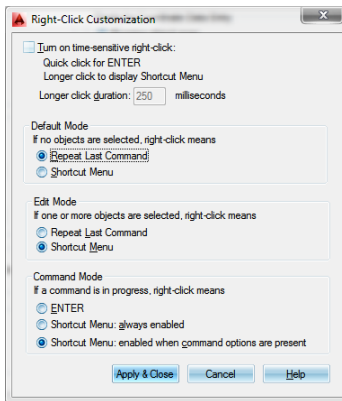 Right-Click Customization
Turn on time-sensitive right-click:
Quick click for ENTER
Longer click to display Shortcut Menu
Longer click duration: 250 milliseconds
Default Mode
If no objects are selected, right-click means
Repeat Last Command
Shortcut Menu
Edit Mode
If one or more objects are selected, right-click means
Repeat Last Command
Shortcut Menu
Command Mode
If a command is in progress, right-click means
ENTER
Shortcut Menu: always enabled
Shortcut Menu: enabled when command options are present
Apply & Close Cancel Help